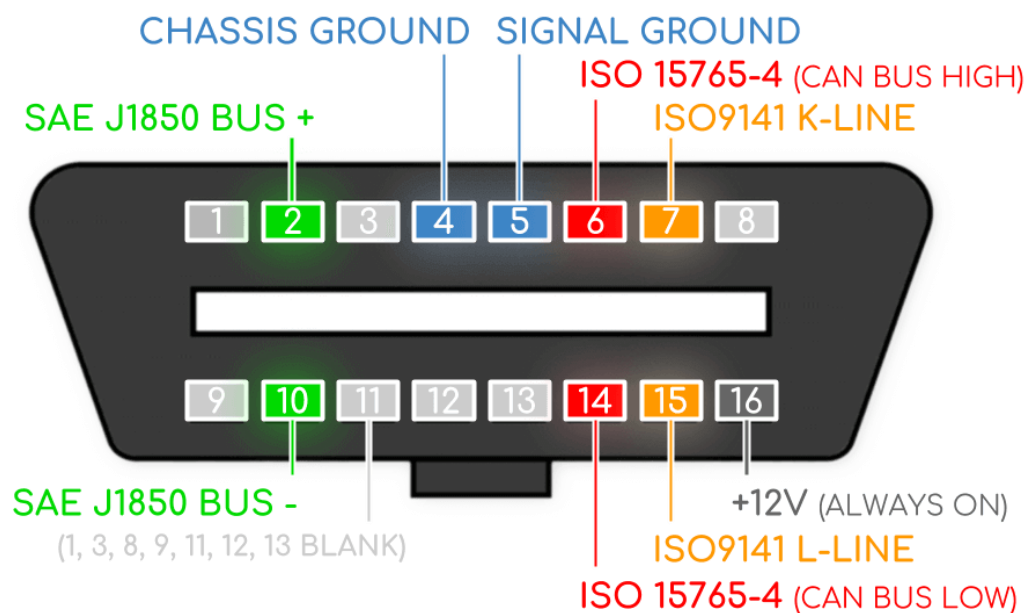 CHASSIS GROUND SIGNAL GROUND
ISO 15765-4 (CAN BUS HIGH)
SAE J1850 BUS + ISO9141 K-LINE
1 2 3 4 5 6 7 8
9 10 11 12 13 14 15 16
SAE J1850 BUS - +12V (ALWAYS ON)
(1, 3, 8, 9, 11, 12, 13 BLANK) ISO9141 L-LINE
ISO 15765-4 (CAN BUS LOW)